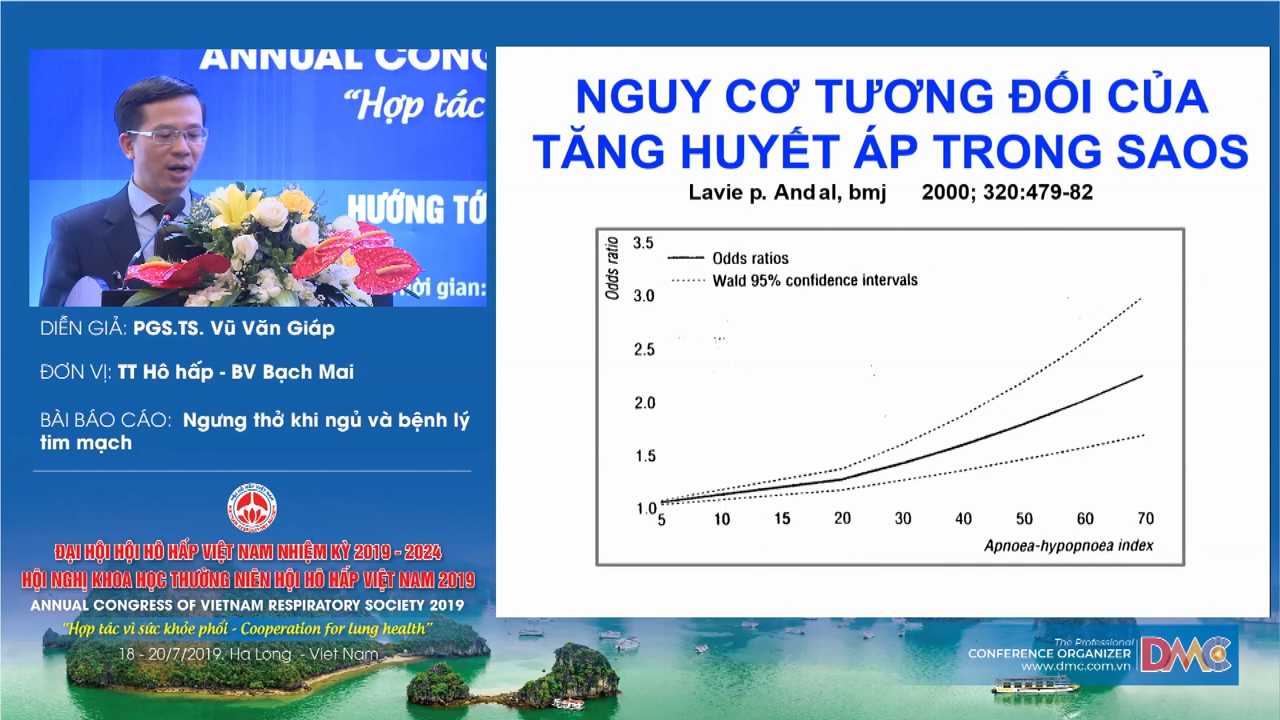 ANNUAL CONG
“Hợp tác
HƯỚNG TỚ
hời gian:
DIỄN GIẢ: PGS.TS. Vũ Văn Giáp
ĐƠN VỊ: TT Hô hấp - BV Bạch Mai
BÀI BÁO CÁO: Ngưng thở khi ngủ và bệnh lý
tim mạch
ĐẠI HỘI HỘI HÔ HẤP VIỆT NAM NHIỆM KỲ 2019 - 2024
HỘI NGHỊ KHOA HỌC THƯỜNG NIÊN HỘI HÔ HẤP VIỆT NAM 2019
ANNUAL CONGRESS OF VIETNAM RESPIRATORY SOCIETY 2019
“Hợp tác vì sức khỏe phổi - Cooperation for lung health”
18 - 20/7/2019. Ha Long - Viet Nam
NGUY CƠ TƯƠNG ĐỐI CỦA
TĂNG HUYẾT ÁP TRONG SAOS
Lavie p. And al, bmj 2000; 320:479-82
Odds ratio
3.5
3.0
2.5
2.0
1.5
1.0
Odds ratios
Wald 95% confidence intervals
5 10 15 20 30 40 50 60 70
Apnoea-hypopnoea index
The Professional
CONFERENCE ORGANIZER
www.dmc.com.vn
DMC